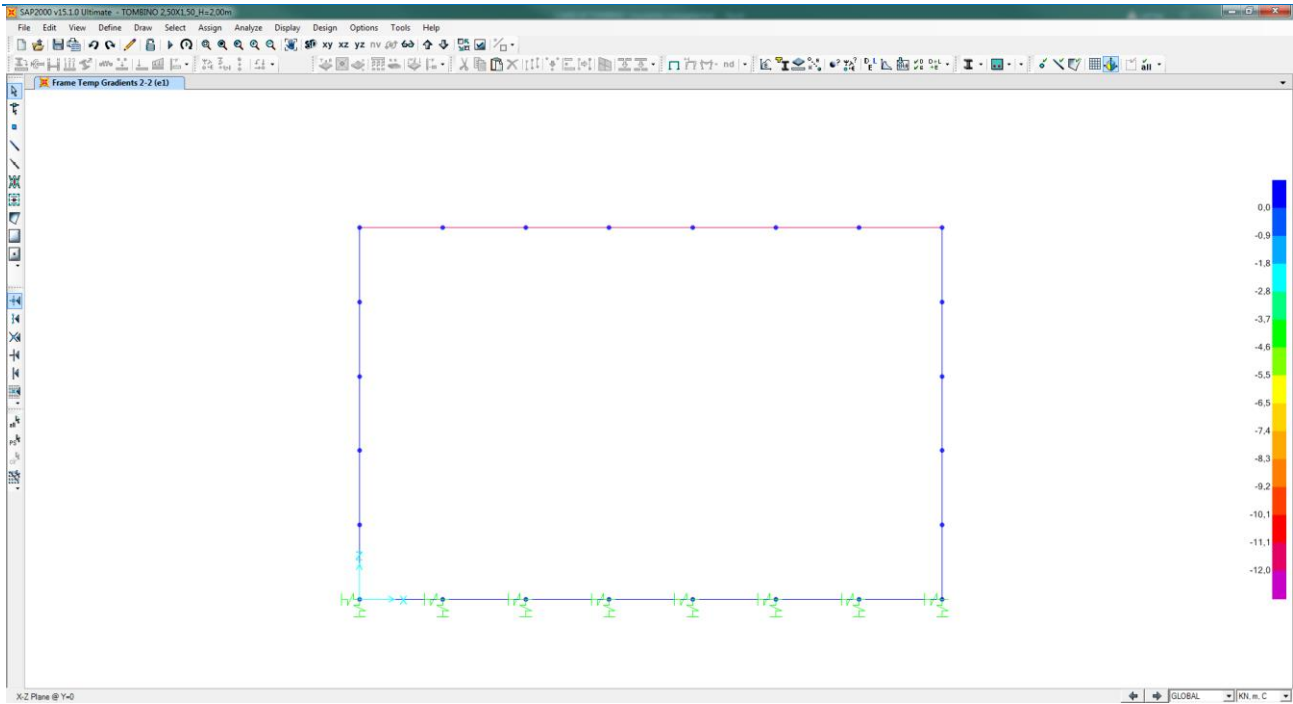 SAP2000 v15.1.0 Ultimate - TOMBINO 2,50X1,50_H=2,00m
File Edit View Define Draw Select Assign Analyze Display Design Options Tools Help
xy xz yz nv
nd
all
Frame Temp Gradients 2-2 (e1)
0,0
-0,9
-1,8
-2,8
-3,7
-4,6
-5,5
-6,5
-7,4
-8,3
-9,2
-10,1
-11,1
-12,0
Z
X
X-Z Plane @ Y=0
GLOBAL
KN, m, C